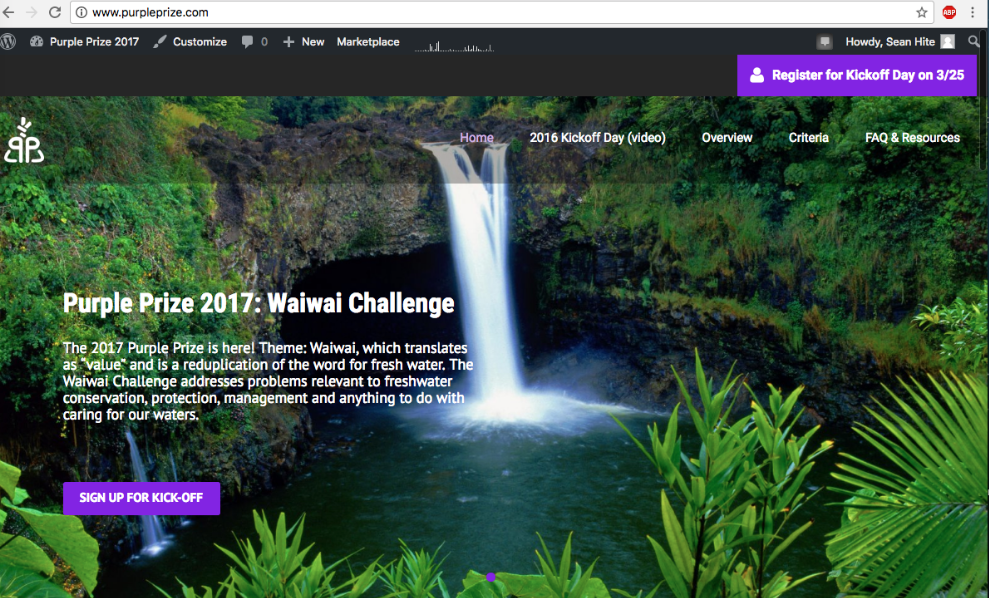 www.purpleprize.com
ABP
Purple Prize 2017 Customize 0 New Marketplace Howdy, Sean Hite
Register for Kickoff Day on 3/25
Home 2016 Kickoff Day (video) Overview Criteria FAQ & Resources
Purple Prize 2017: Waiwai Challenge
The 2017 Purple Prize is here! Theme: Waiwai, which translates
as "value" and is a reduplication of the word for fresh water. The
Waiwai Challenge addresses problems relevant to freshwater
conservation, protection, management and anything to do with
caring for our waters.
SIGN UP FOR KICK-OFF